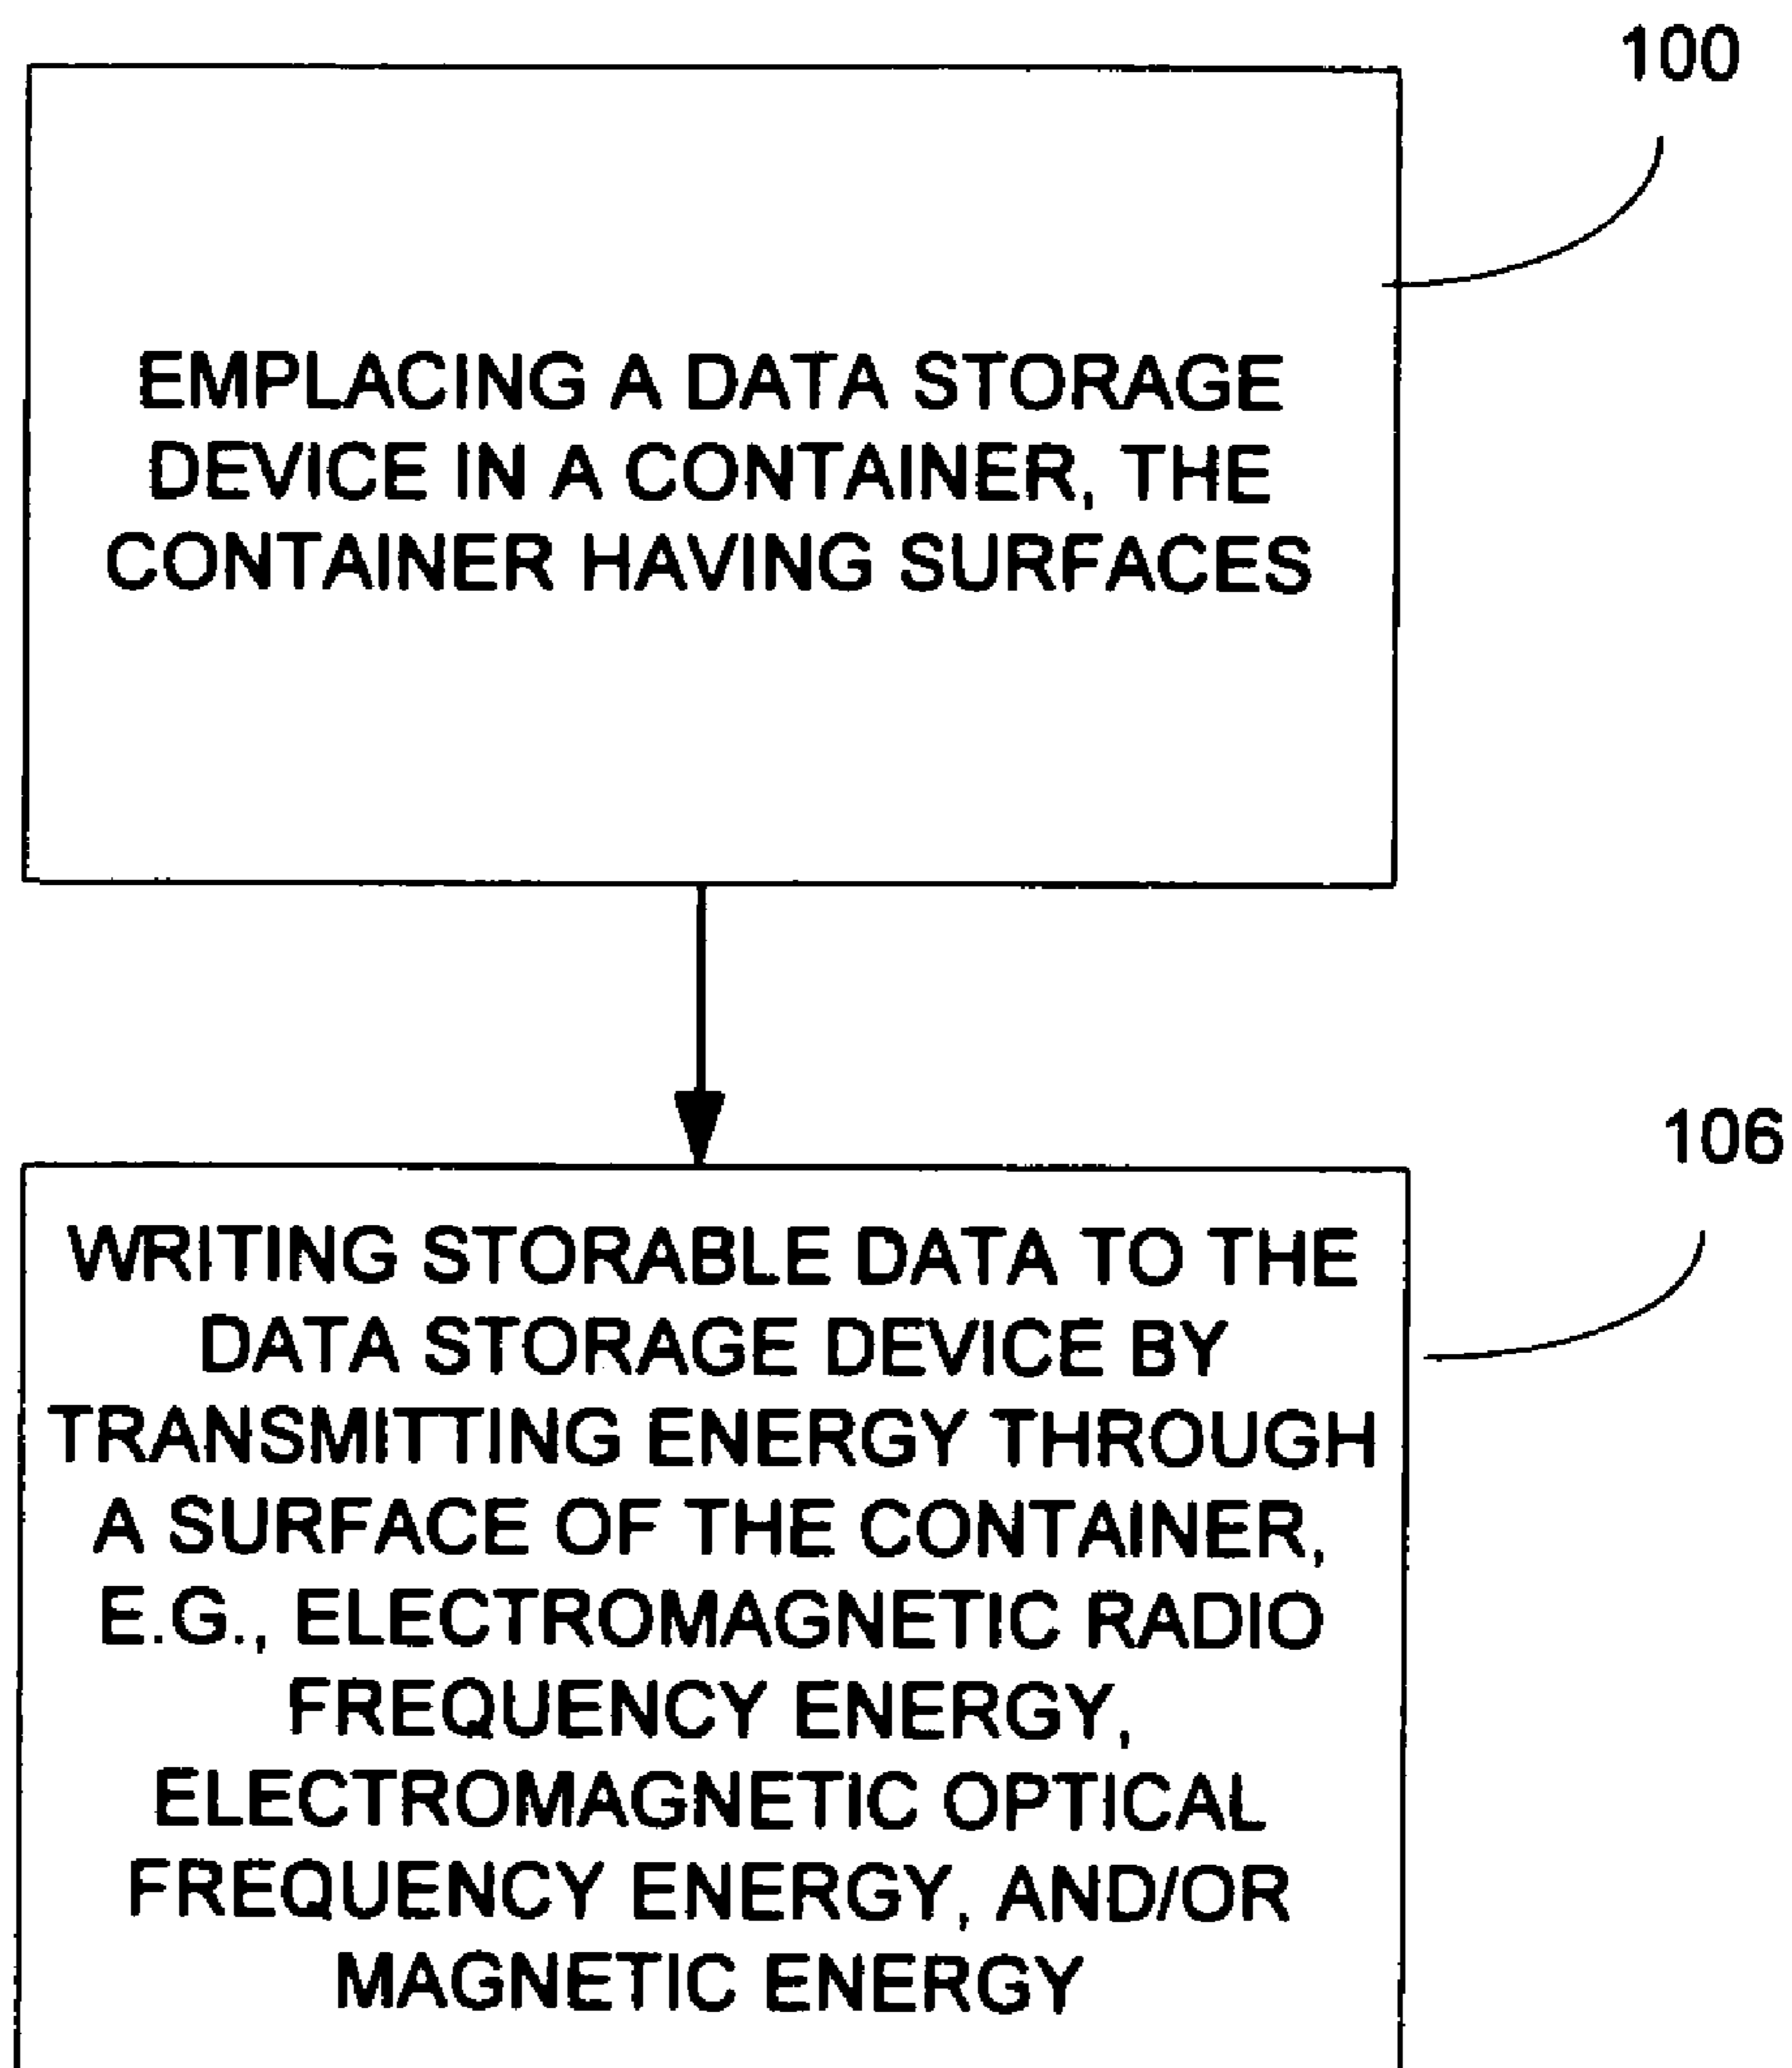 100
EMPLACING A DATA STORAGE
DEVICE IN A CONTAINER, THE
CONTAINER HAVING SURFACES
106
WRITING STORABLE DATA TO THE
DATA STORAGE DEVICE BY
TRANSMITTING ENERGY THROUGH
A SURFACE OF THE CONTAINER,
E.G., ELECTROMAGNETIC RADIO
FREQUENCY ENERGY,
ELECTROMAGNETIC OPTICAL
FREQUENCY ENERGY, AND/OR
MAGNETIC ENERGY